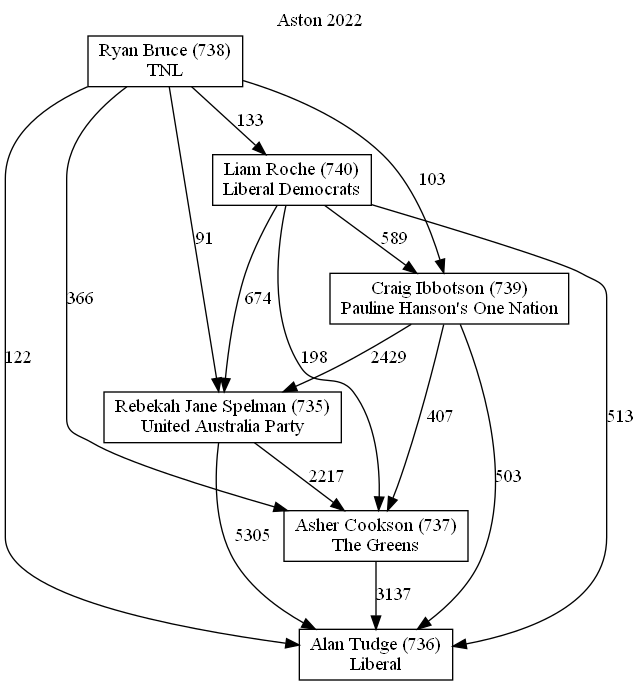 Aston 2022
Ryan Bruce (738)
TNL
133
Liam Roche (740)
Liberal Democrats
103
91
589
Craig Ibbotson (739)
Pauline Hanson's One Nation
366
674
122
198
2429
Rebekah Jane Spelman (735)
United Australia Party
407
513
2217
503
Asher Cookson (737)
The Greens
5305
3137
Alan Tudge (736)
Liberal